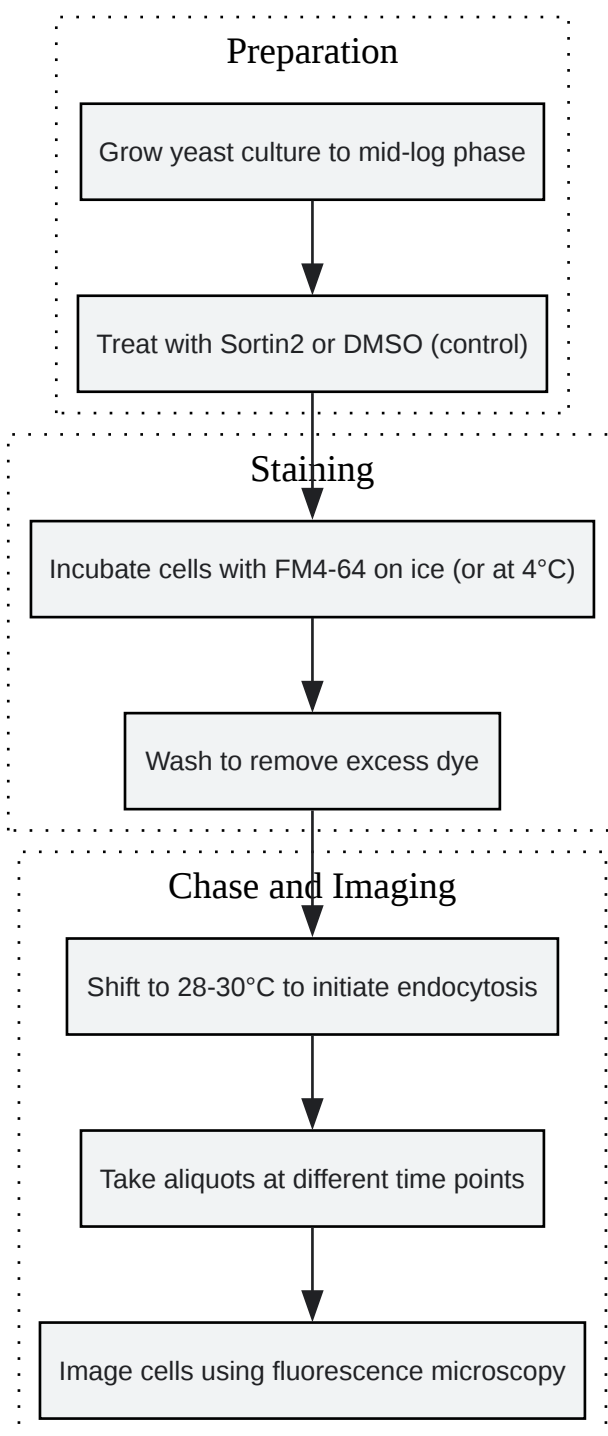 Preparation
Grow yeast culture to mid-log phase
Treat with Sortin2 or DMSO (control)
Staining
Incubate cells with FM4-64 on ice (or at 4°C)
Wash to remove excess dye
Chase and Imaging
Shift to 28-30°C to initiate endocytosis
Take aliquots at different time points
Image cells using fluorescence microscopy